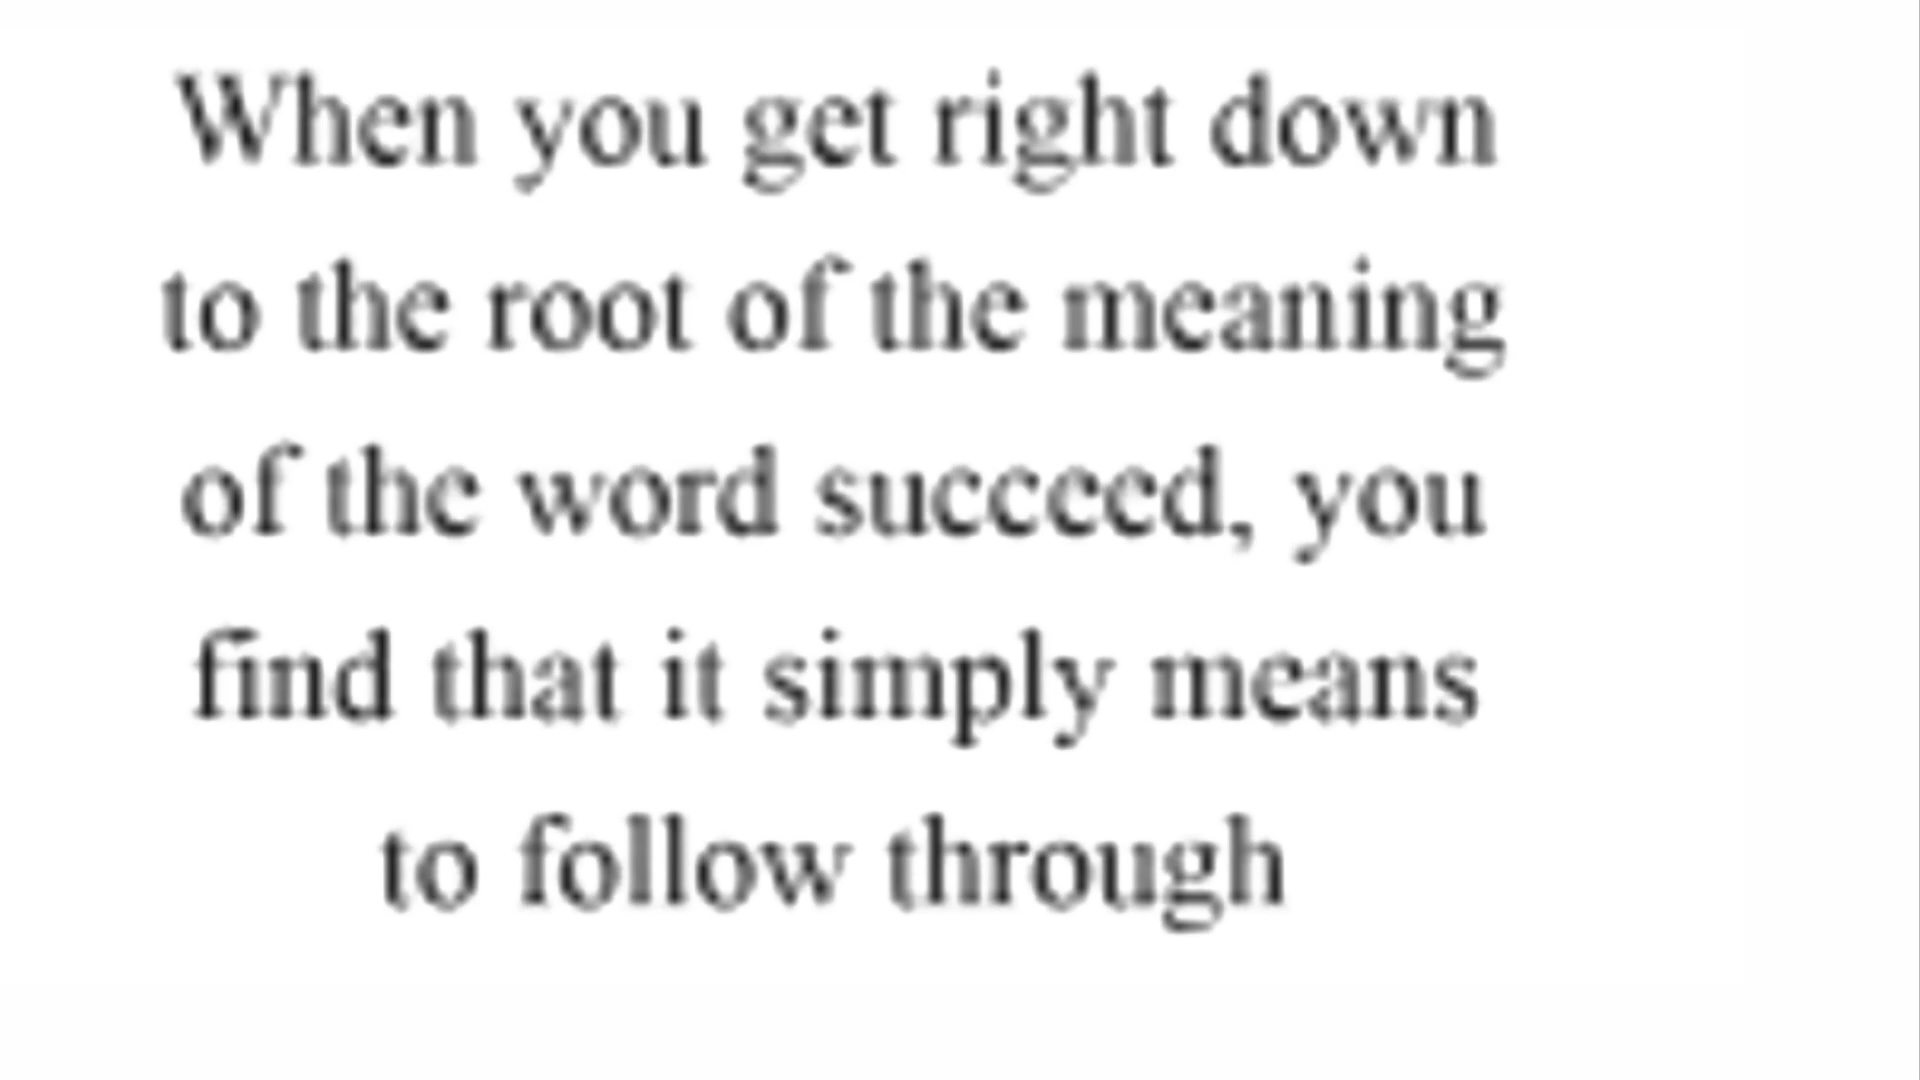 When you get right down
to the root of the meaning
of the word succeed, you
find that it simply means
to follow through